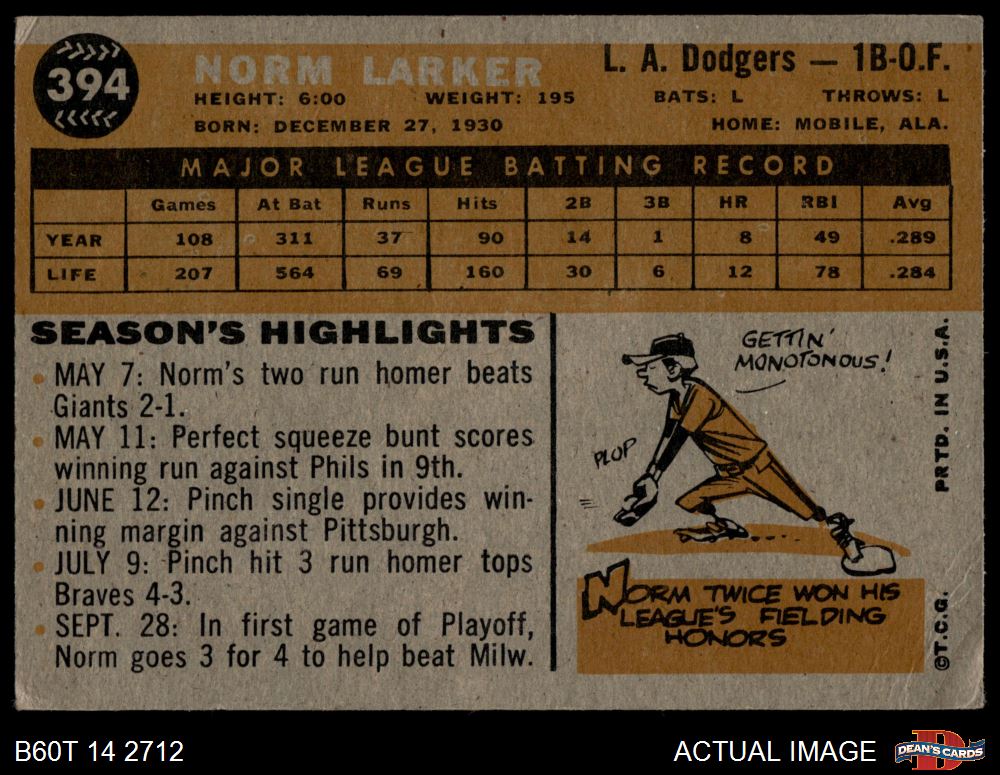 394
NORM LARKER
L. A. Dodgers — 1B-O.F.
HEIGHT: 6:00 WEIGHT: 195 BATS: L THROWS: L
BORN: DECEMBER 27, 1930 HOME: MOBILE, ALA.
MAJOR LEAGUE BATTING RECORD
Games At Bat Runs Hits 2B 3B HR RBI Avg
YEAR 108 311 37 90 14 1 8 49 .289
LIFE 207 564 69 160 30 6 12 78 .284
SEASON'S HIGHLIGHTS
• MAY 7: Norm's two run homer beats
Giants 2-1.
• MAY 11: Perfect squeeze bunt scores
winning run against Phils in 9th.
• JUNE 12: Pinch single provides win-
ning margin against Pittsburgh.
• JULY 9: Pinch hit 3 run homer tops
Braves 4-3.
• SEPT. 28: In first game of Playoff,
Norm goes 3 for 4 to help beat Milw.
GETTIN'
MONOTONOUS!
PLOP
NORM TWICE WON HIS
LEAGUE'S FIELDING
HONORS
©T.C.G. PRTD. IN U.S.A.
B60T 14 2712
ACTUAL IMAGE
D
DEAN'S CARDS